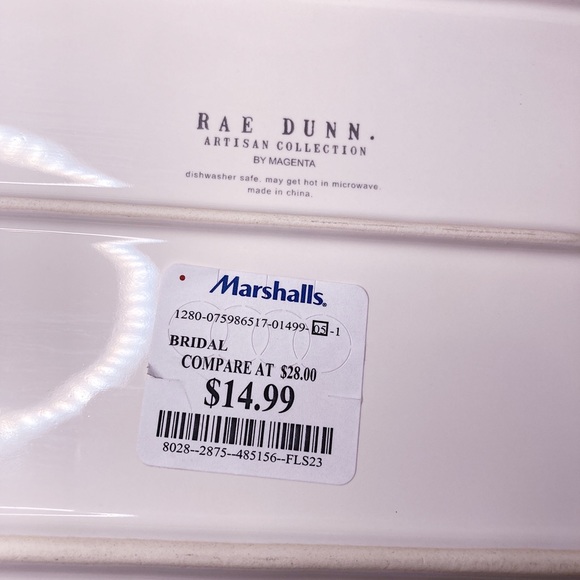 RAE DUNN.
ARTISAN COLLECTION
BY MAGENTA
dishwasher safe. may get hot in microwave.
made in china.
Marshalls.
1280-075986517-01499-05-1
BRIDAL
COMPARE AT $28.00
$14.99
8028--2875--485156--FLS23